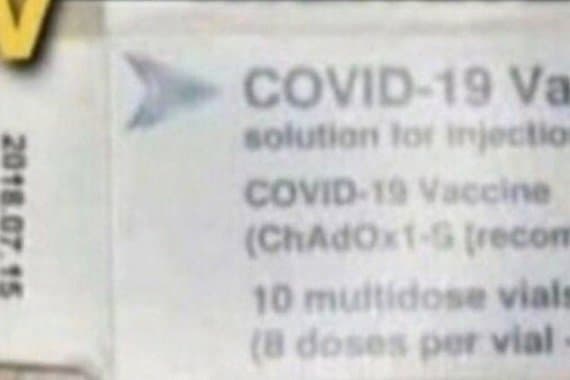 V
2018.07.15
COVID-19 Va
solution for injectio
COVID-19 Vaccine
(ChAdOx1-S [recom
10 multidose vials
(8 doses per vial -